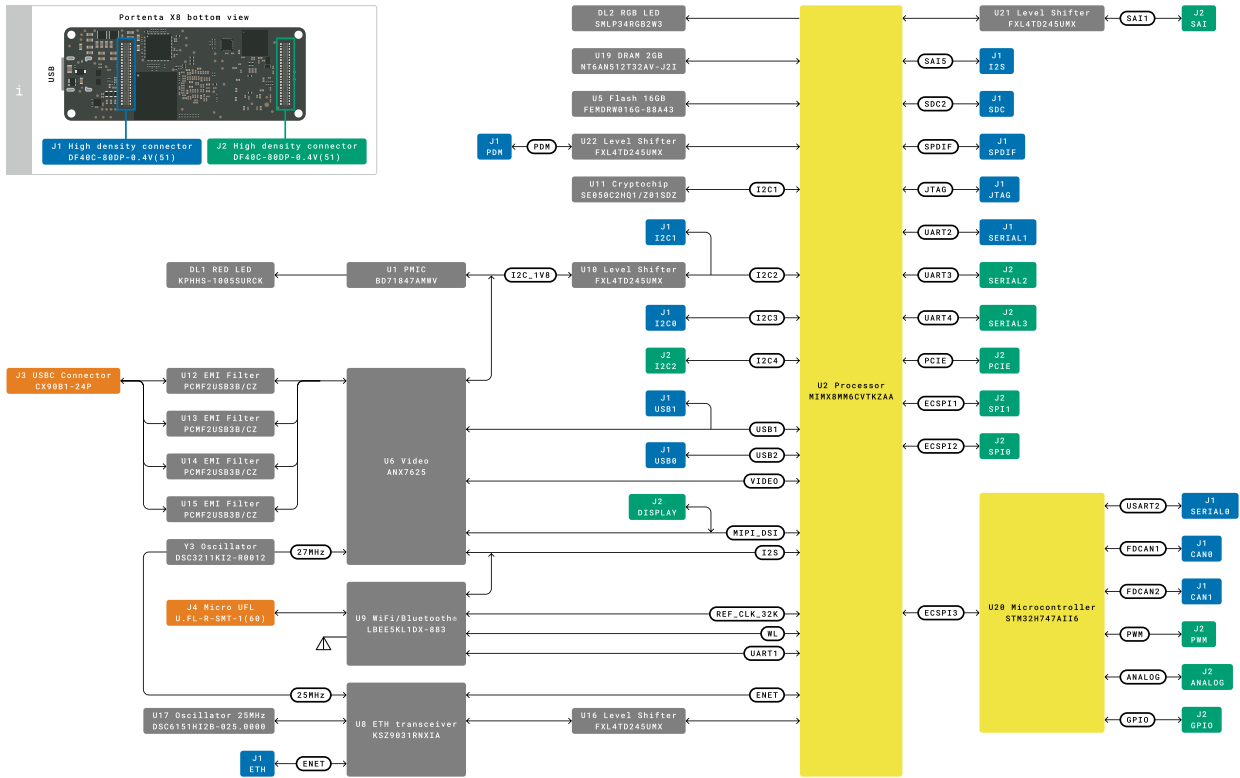 Portenta X8 bottom view
USB
i
J1 High density connector
DF40C-80DP-0.4V(51)
J2 High density connector
DF40C-80DP-0.4V(51)
DL2 RGB LED
SMLP34RGB2W3
U21 Level Shifter
FXL4TD245UMX
SAI1
J2
SAI
U19 DRAM 2GB
NT6AN512T32AV-J2I
SAI5
J1
I2S
U5 Flash 16GB
FEMDRW016G-88A43
SDC2
J1
SDC
J1
PDM
PDM
U22 Level Shifter
FXL4TD245UMX
SPDIF
J1
SPDIF
U11 Cryptochip
SE050C2HQ1/Z01SDZ
I2C1
JTAG
J1
JTAG
J1
I2C1
UART2
J1
SERIAL1
DL1 RED LED
KPHHS-1005SURCK
U1 PMIC
BD71847AMWV
I2C_1V8
U10 Level Shifter
FXL4TD245UMX
I2C2
UART3
J2
SERIAL2
J1
I2C0
I2C3
UART4
J2
SERIAL3
J2
I2C2
I2C4
PCIE
J2
PCIE
J3 USBC Connector
CX90B1-24P
U12 EMI Filter
PCMF2USB3B/CZ
U13 EMI Filter
PCMF2USB3B/CZ
U14 EMI Filter
PCMF2USB3B/CZ
U15 EMI Filter
PCMF2USB3B/CZ
U6 Video
ANX7625
U2 Processor
MIMX8MM6CVTKZAA
J1
USB1
USB1
ECSPI1
J2
SPI1
J1
USB0
USB2
ECSPI2
J2
SPI0
VIDEO
J2
DISPLAY
MIPI_DSI
I2S
Y3 Oscillator
DSC3211KI2-R0012
27MHz
J4 Micro UFL
U.FL-R-SMT-1(60)
U9 WiFi/Bluetooth®
LBEE5KL1DX-883
REF_CLK_32K
WL
UART1
ECSPI3
U20 Microcontroller
STM32H747AII6
USART2
J1
SERIAL0
FDCAN1
J1
CAN0
FDCAN2
J1
CAN1
PWM
J2
PWM
ANALOG
J2
ANALOG
GPIO
J2
GPIO
25MHz
U17 Oscillator 25MHz
DSC6151HI2B-025.0000
U8 ETH transceiver
KSZ9031RNXIA
ENET
U16 Level Shifter
FXL4TD245UMX
J1
ETH
ENET